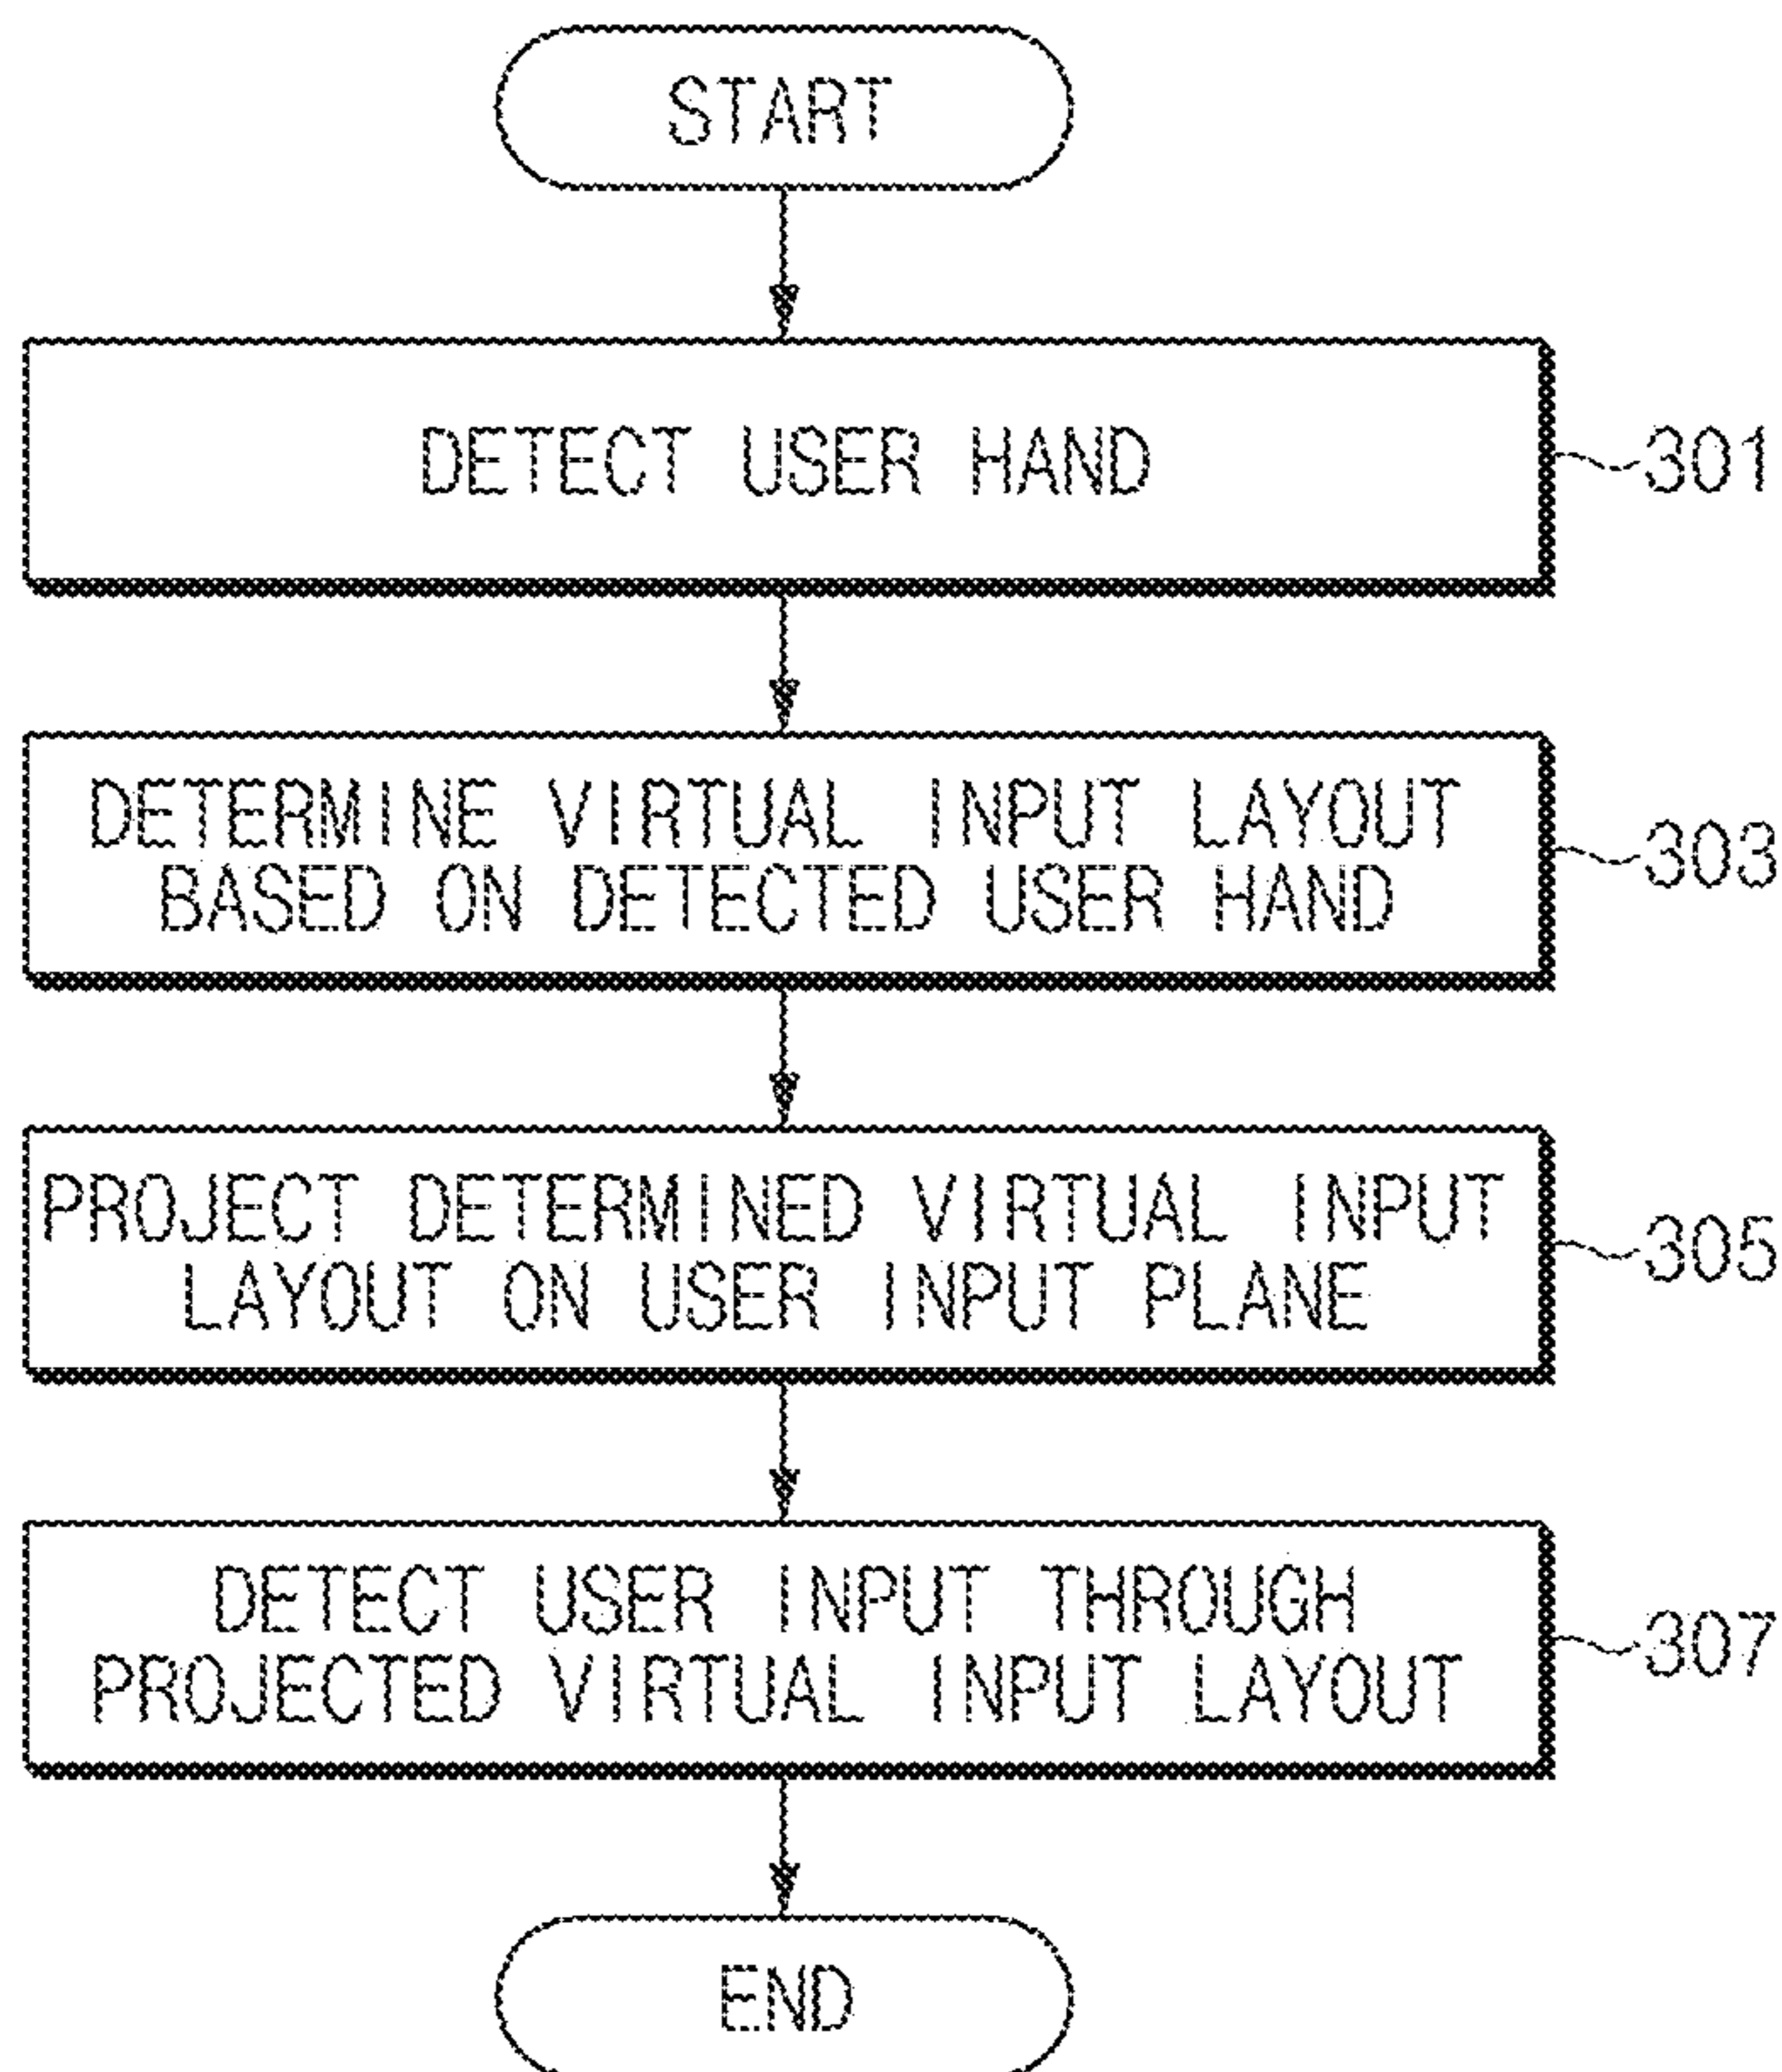 START
DETECT USER HAND
301
DETERMINE VIRTUAL INPUT LAYOUT
BASED ON DETECTED USER HAND
303
PROJECT DETERMINED VIRTUAL INPUT
LAYOUT ON USER INPUT PLANE
305
DETECT USER INPUT THROUGH
PROJECTED VIRTUAL INPUT LAYOUT
307
END